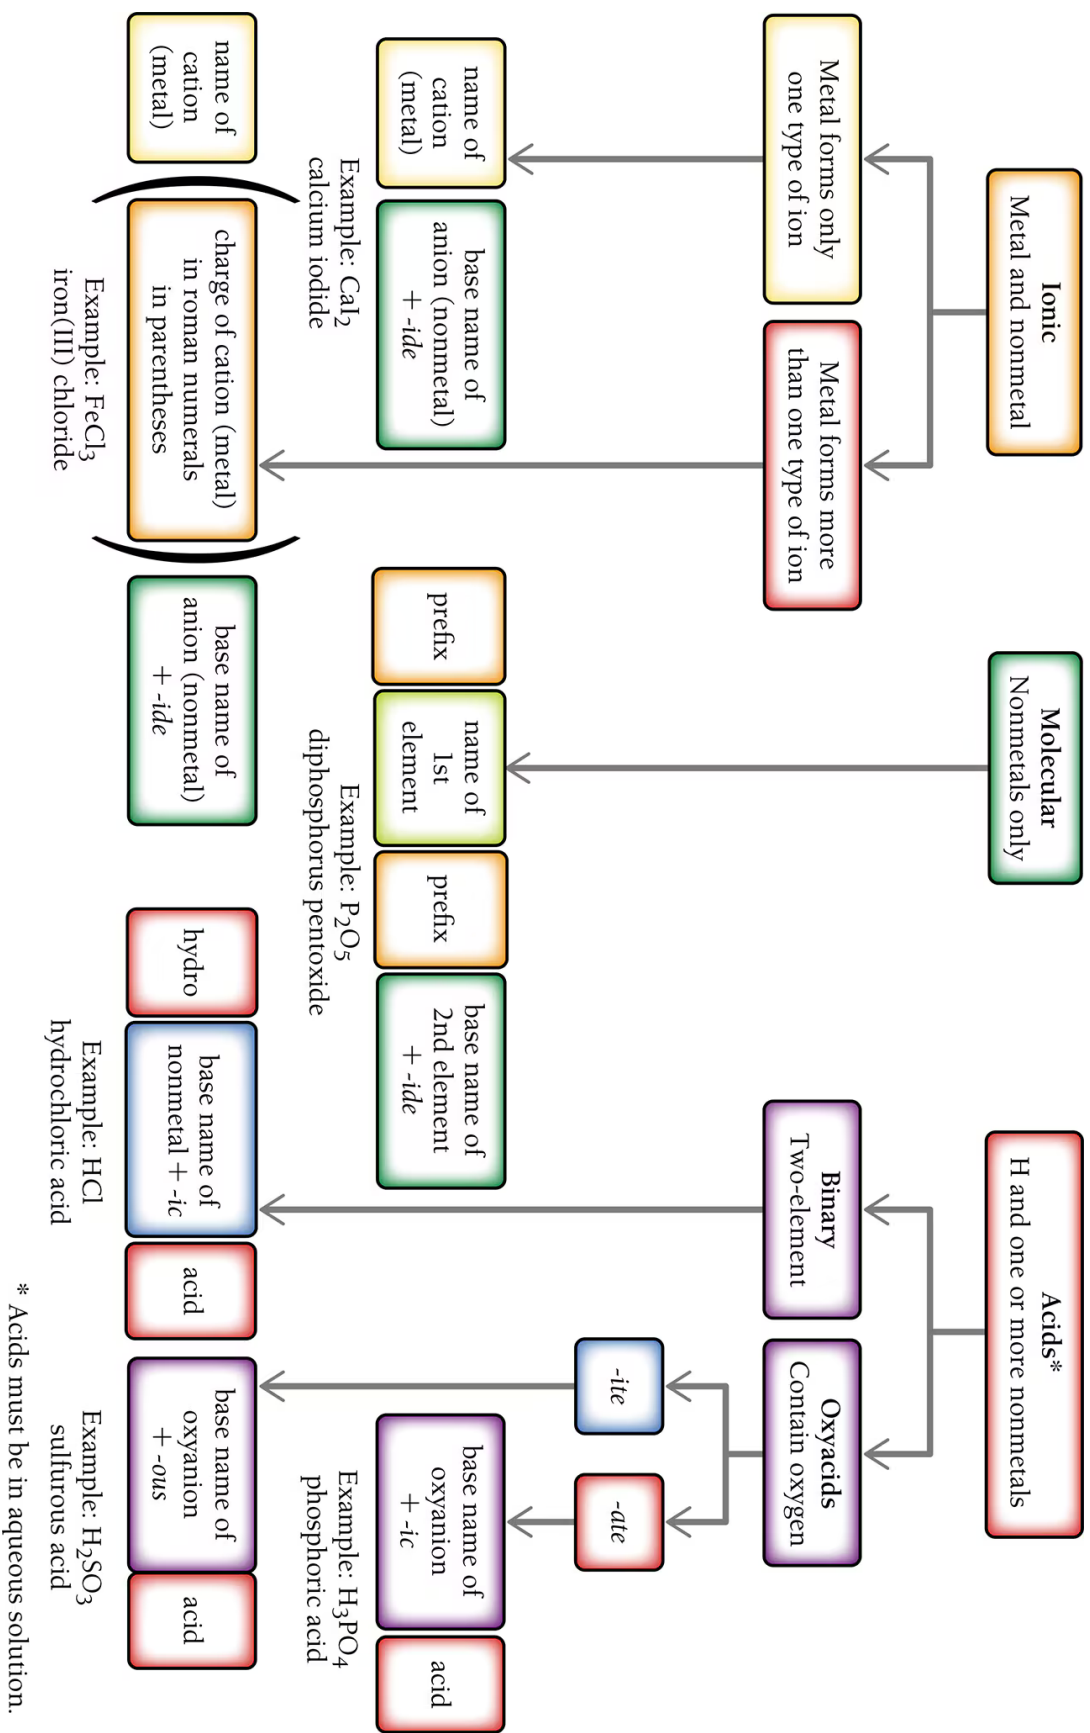 Ionic
Metal and nonmetal
Molecular
Nonmetals only
Acids*
H and one or more nonmetals
Metal forms only
one type of ion
Metal forms more
than one type of ion
Binary
Two-element
Oxyacids
Contain oxygen
-ite
-ate
name of
cation
(metal)
base name of
anion (nonmetal)
+ -ide
Example: CaI₂
calcium iodide
prefix
name of
1st
element
prefix
base name of
2nd element
+ -ide
Example: P₂O₅
diphosphorus pentoxide
base name of
oxyanion
+ -ic
acid
Example: H₃PO₄
phosphoric acid
name of
cation
(metal)
(
charge of cation (metal)
in roman numerals
in parentheses
)
base name of
anion (nonmetal)
+ -ide
Example: FeCl₃
iron(III) chloride
hydro
base name of
nonmetal + -ic
acid
Example: HCl
hydrochloric acid
base name of
oxyanion
+ -ous
acid
Example: H₂SO₃
sulfurous acid
* Acids must be in aqueous solution.